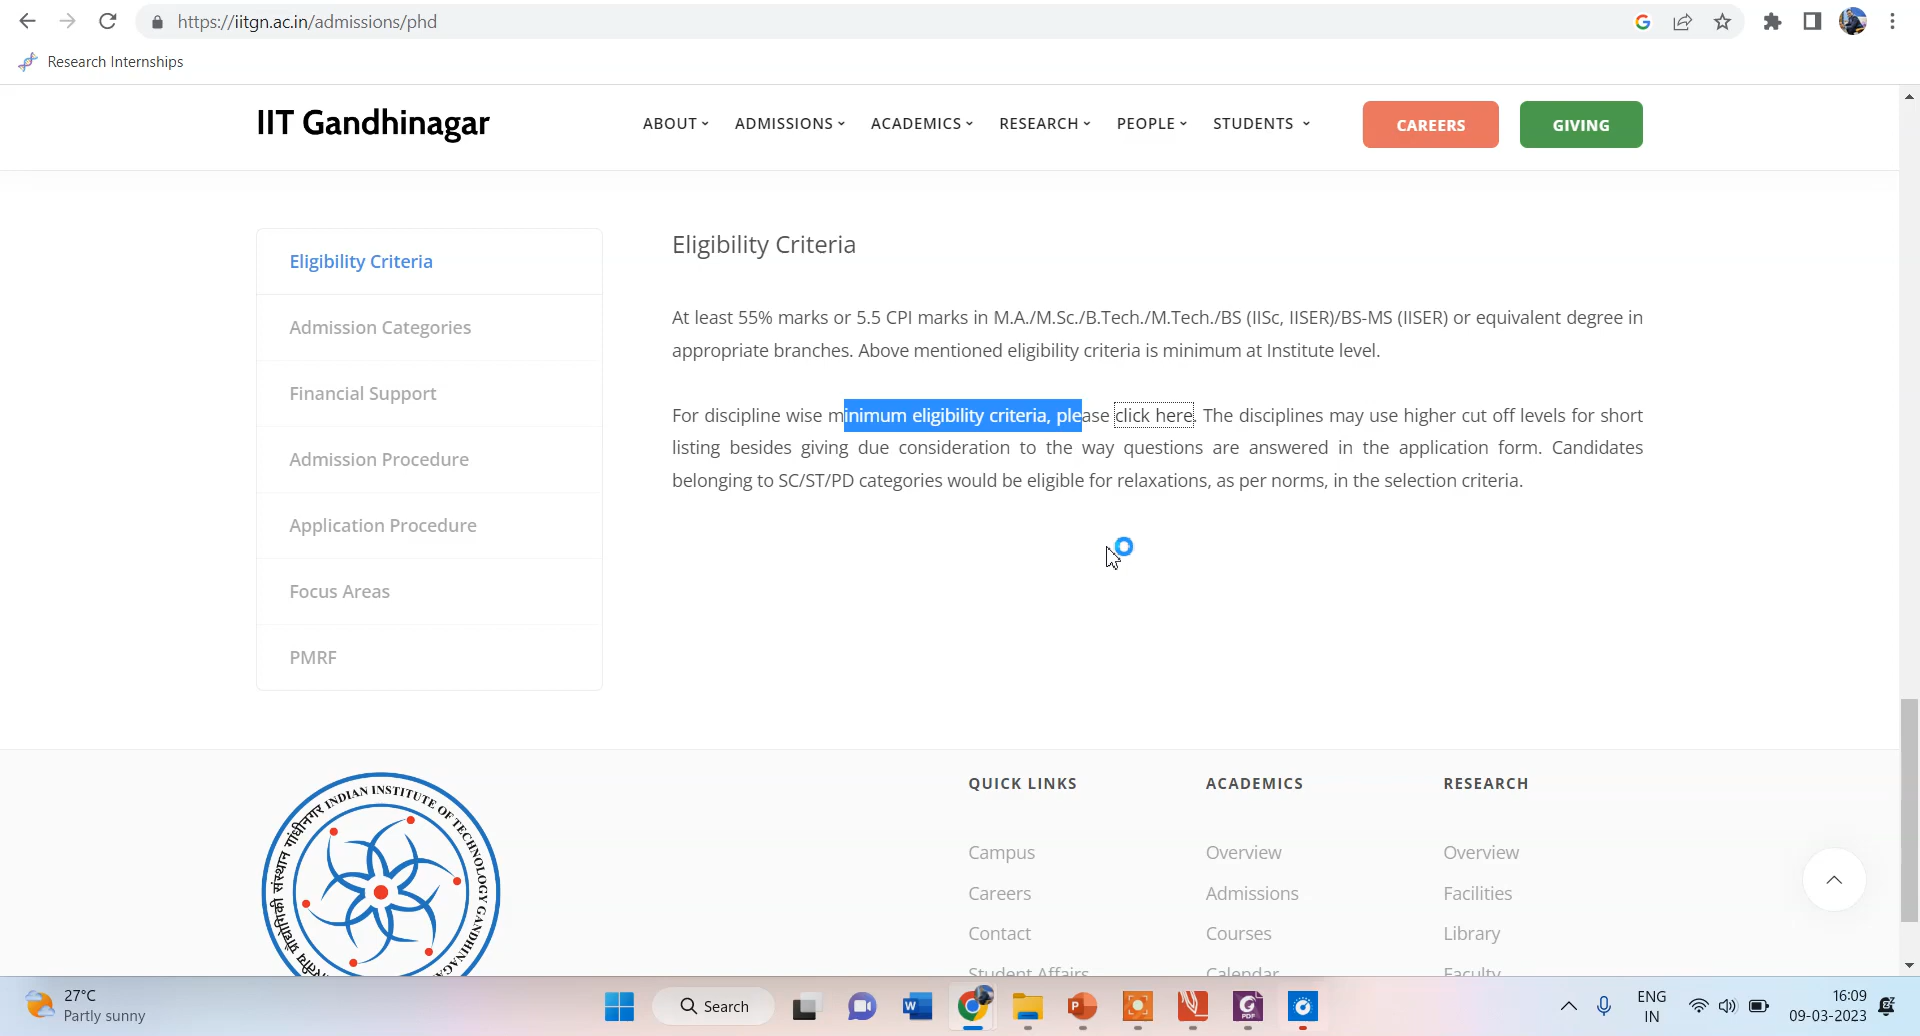 https://iitgn.ac.in/admissions/phd
Research Internships
IIT Gandhinagar
ABOUT
ADMISSIONS
ACADEMICS
RESEARCH
PEOPLE
STUDENTS
CAREERS
GIVING
Eligibility Criteria
Admission Categories
Financial Support
Admission Procedure
Application Procedure
Focus Areas
PMRF
Eligibility Criteria
At least 55% marks or 5.5 CPI marks in M.A./M.Sc./B.Tech./M.Tech./BS (IISc, IISER)/BS-MS (IISER) or equivalent degree in
appropriate branches. Above mentioned eligibility criteria is minimum at Institute level.
For discipline wise minimum eligibility criteria, please click here. The disciplines may use higher cut off levels for short
listing besides giving due consideration to the way questions are answered in the application form. Candidates
belonging to SC/ST/PD categories would be eligible for relaxations, as per norms, in the selection criteria.
INDIAN INSTITUTE OF TECHNOLOGY GANDHINAGAR
संस्थान गांधीनगर
QUICK LINKS
Campus
Careers
Contact
Student Affairs
ACADEMICS
Overview
Admissions
Courses
Calendar
RESEARCH
Overview
Facilities
Library
Faculty
27°C
Partly sunny
Search
ENG
IN
16:09
09-03-2023